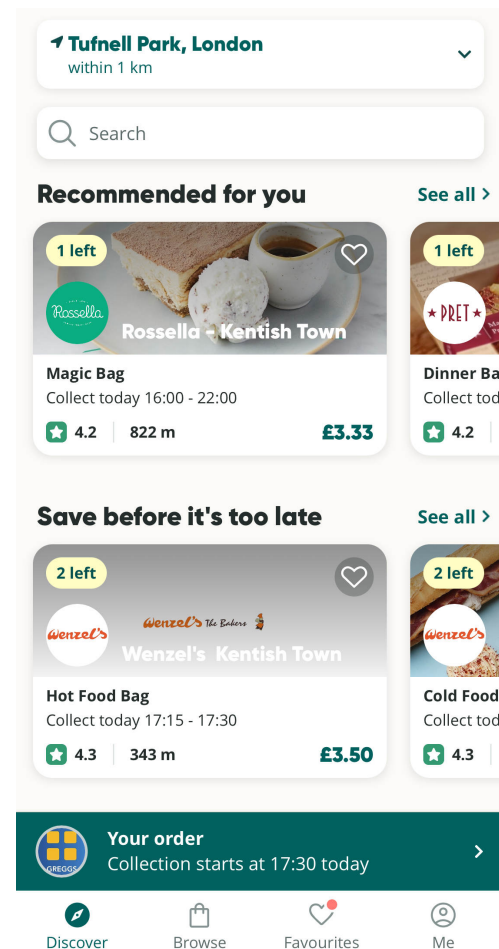 Tufnell Park, London
within 1 km
Search
Recommended for you
See all
1 left
Rossella
Rossella - Kentish Town
Magic Bag
Collect today 16:00 - 22:00
4.2
822 m
£3.33
1 left
PRET
Dinner Ba
Collect tod
4.2
Save before it's too late
See all
2 left
Wenzel's
Wenzel's The Bakers
Wenzel's Kentish Town
Hot Food Bag
Collect today 17:15 - 17:30
4.3
343 m
£3.50
2 left
Wenzel's
Cold Food
Collect tod
4.3
GREGGS
Your order
Collection starts at 17:30 today
Discover
Browse
Favourites
Me